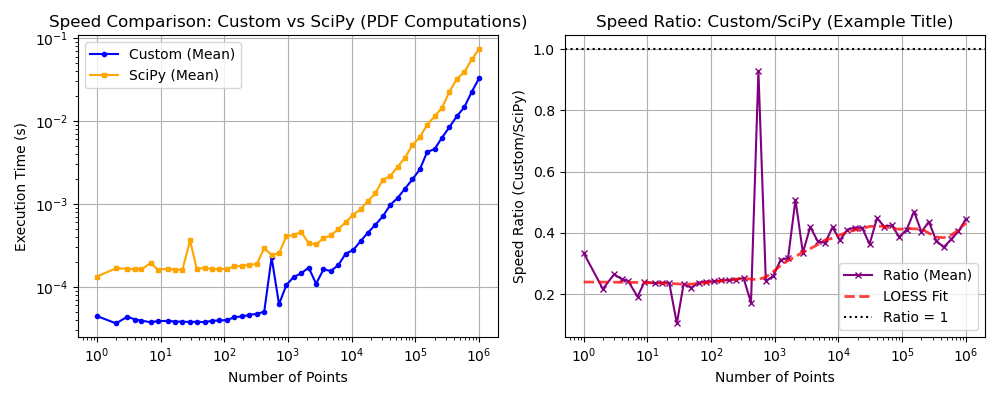 Speed Comparison: Custom vs SciPy (PDF Computations)
10⁻¹
10⁻²
10⁻³
10⁻⁴
Execution Time (s)
Custom (Mean)
SciPy (Mean)
10⁰ 10¹ 10² 10³ 10⁴ 10⁵ 10⁶
Number of Points
Speed Ratio: Custom/SciPy (Example Title)
1.0
0.8
0.6
0.4
0.2
Speed Ratio (Custom/SciPy)
Ratio (Mean)
LOESS Fit
Ratio = 1
10⁰ 10¹ 10² 10³ 10⁴ 10⁵ 10⁶
Number of Points